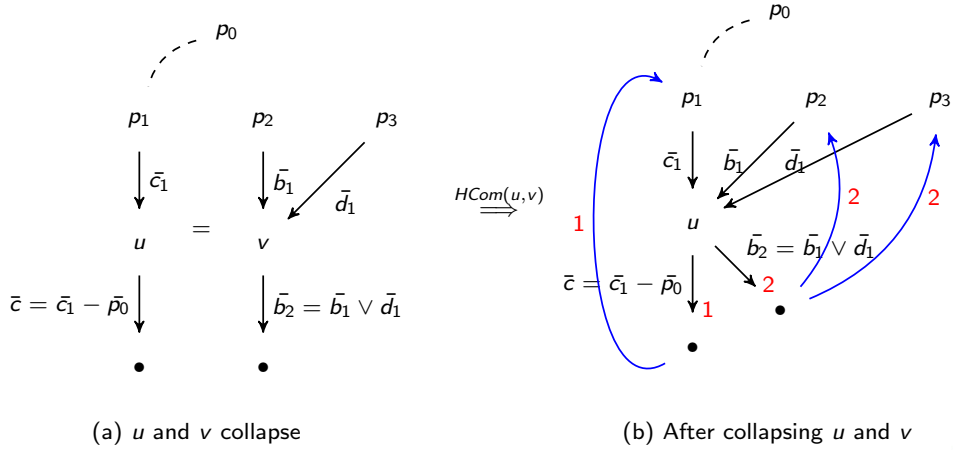 p₀
p₁ p₂ p₃
c̄₁ b̄₁ d̄₁
u = v
c̄ = c̄₁ − p̄₀ b̄₂ = b̄₁ ∨ d̄₁
• •
(a) u and v collapse
HCom(u,v)
⟹
p₀
p₁ p₂ p₃
c̄₁ b̄₁ d̄₁
1 2 2
u
b̄₂ = b̄₁ ∨ d̄₁
c̄ = c̄₁ − p̄₀ 2
1 •
•
(b) After collapsing u and v